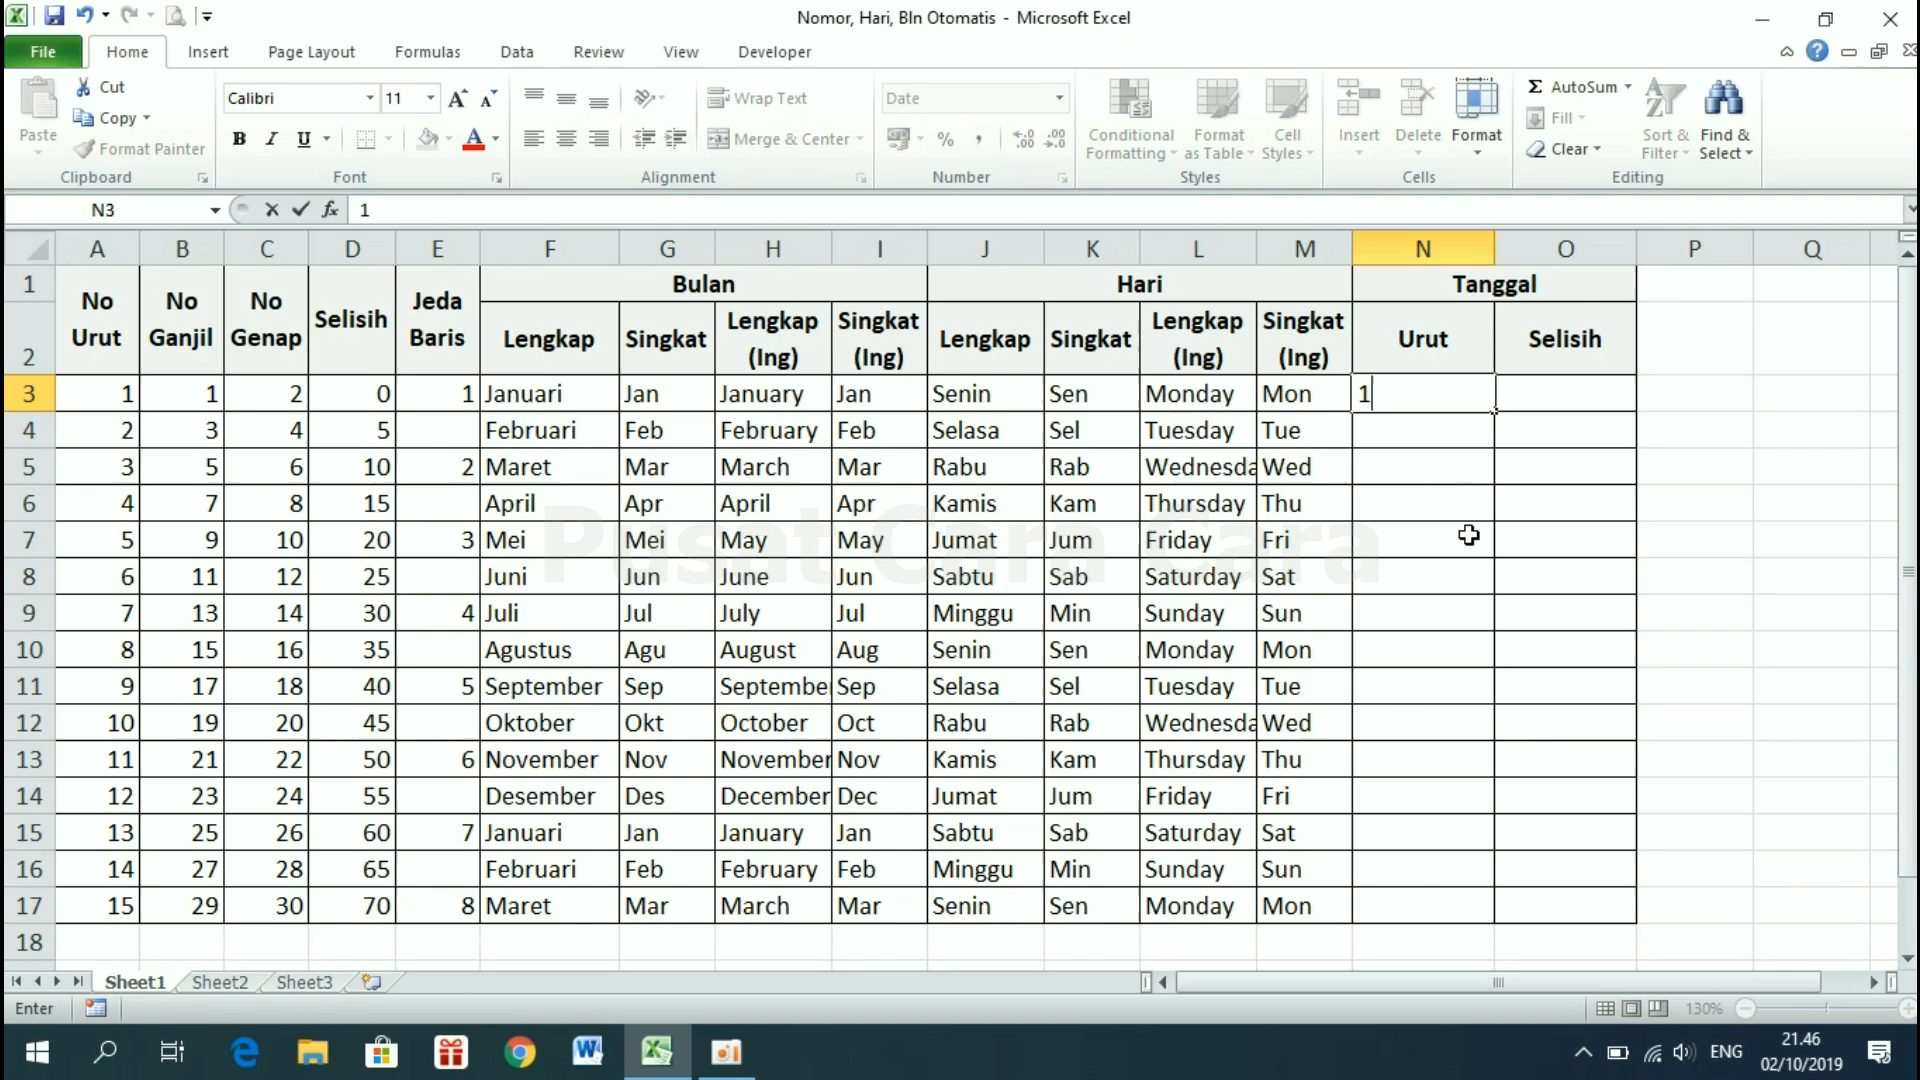 Nomor, Hari, Bln Otomatis - Microsoft Excel
File Home Insert Page Layout Formulas Data Review View Developer
Paste
Cut
Copy
Format Painter
Clipboard
Calibri 11
B I U
Font
Wrap Text
Merge & Center
Alignment
Date
%
Number
Conditional Formatting
Format as Table
Cell Styles
Styles
Insert Delete Format
Cells
AutoSum
Fill
Clear
Sort & Filter
Find & Select
Editing
N3 fx 1
A B C D E F G H I J K L M N O P Q
1 No Urut No Ganjil No Genap Selisih Jeda Baris Bulan Hari Tanggal
2 Lengkap Singkat Lengkap (Ing) Singkat (Ing) Lengkap Singkat Lengkap (Ing) Singkat (Ing) Urut Selisih
3 1 1 2 0 1 Januari Jan January Jan Senin Sen Monday Mon 1
4 2 3 4 5 Februari Feb February Feb Selasa Sel Tuesday Tue
5 3 5 6 10 2 Maret Mar March Mar Rabu Rab Wednesda Wed
6 4 7 8 15 April Apr April Apr Kamis Kam Thursday Thu
7 5 9 10 20 3 Mei Mei May May Jumat Jum Friday Fri
Pusat Cara Cara
8 6 11 12 25 Juni Jun June Jun Sabtu Sab Saturday Sat
9 7 13 14 30 4 Juli Jul July Jul Minggu Min Sunday Sun
10 8 15 16 35 Agustus Agu August Aug Senin Sen Monday Mon
11 9 17 18 40 5 September Sep Septembe Sep Selasa Sel Tuesday Tue
12 10 19 20 45 Oktober Okt October Oct Rabu Rab Wednesda Wed
13 11 21 22 50 6 November Nov November Nov Kamis Kam Thursday Thu
14 12 23 24 55 Desember Des December Dec Jumat Jum Friday Fri
15 13 25 26 60 7 Januari Jan January Jan Sabtu Sab Saturday Sat
16 14 27 28 65 Februari Feb February Feb Minggu Min Sunday Sun
17 15 29 30 70 8 Maret Mar March Mar Senin Sen Monday Mon
18
Sheet1 Sheet2 Sheet3
Enter 130%
ENG 21.46
02/10/2019